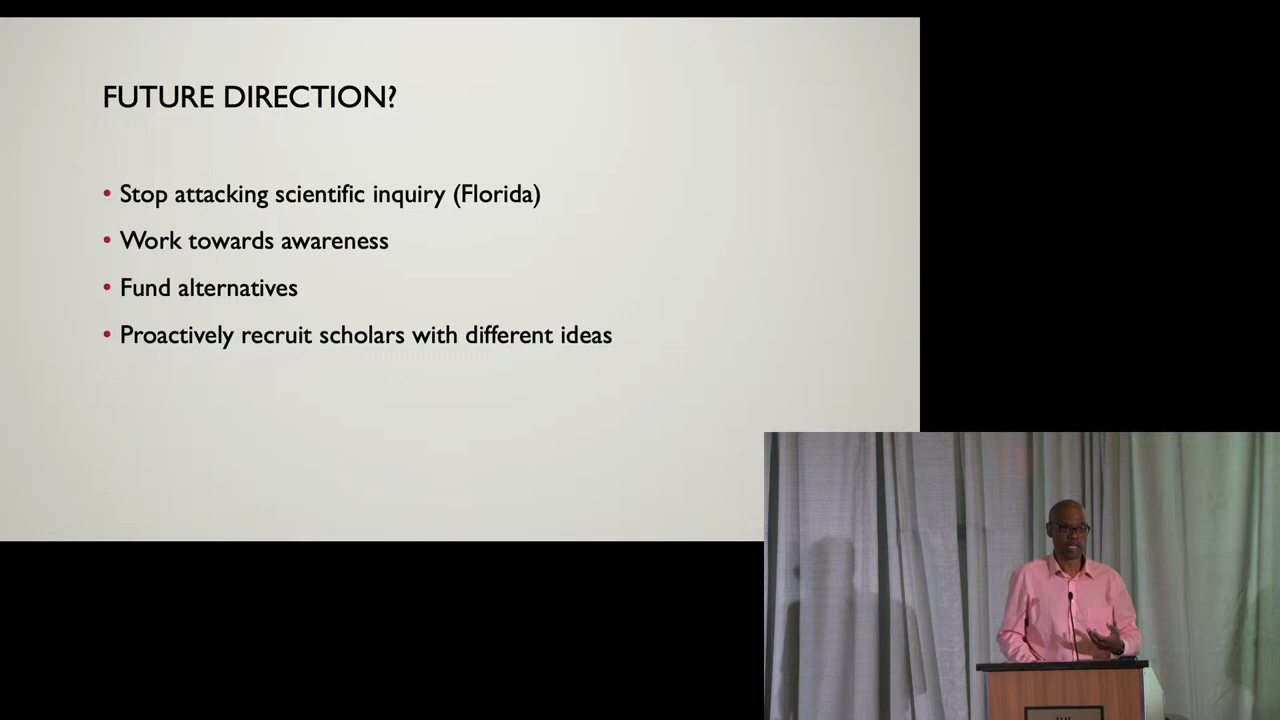 FUTURE DIRECTION?
• Stop attacking scientific inquiry (Florida)
• Work towards awareness
• Fund alternatives
• Proactively recruit scholars with different ideas